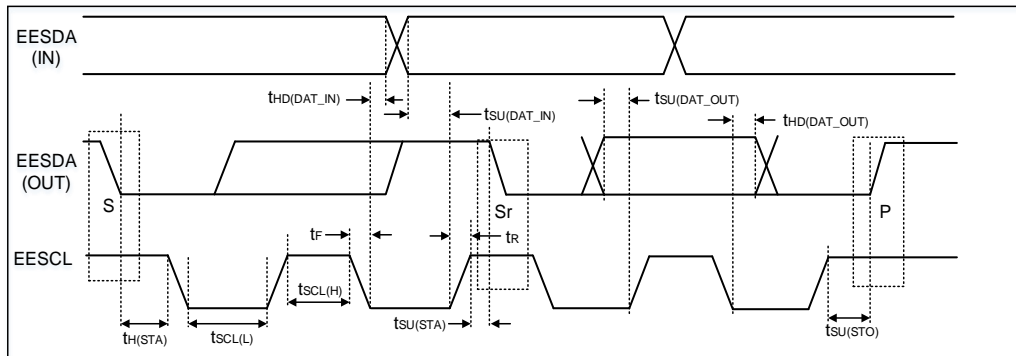 EESDA
(IN)
tHD(DAT_IN)
tSU(DAT_IN)
tSU(DAT_OUT)
tHD(DAT_OUT)
EESDA
(OUT)
S
Sr
P
tF
tR
EESCL
tSCL(H)
tH(STA)
tSCL(L)
tSU(STA)
tSU(STO)